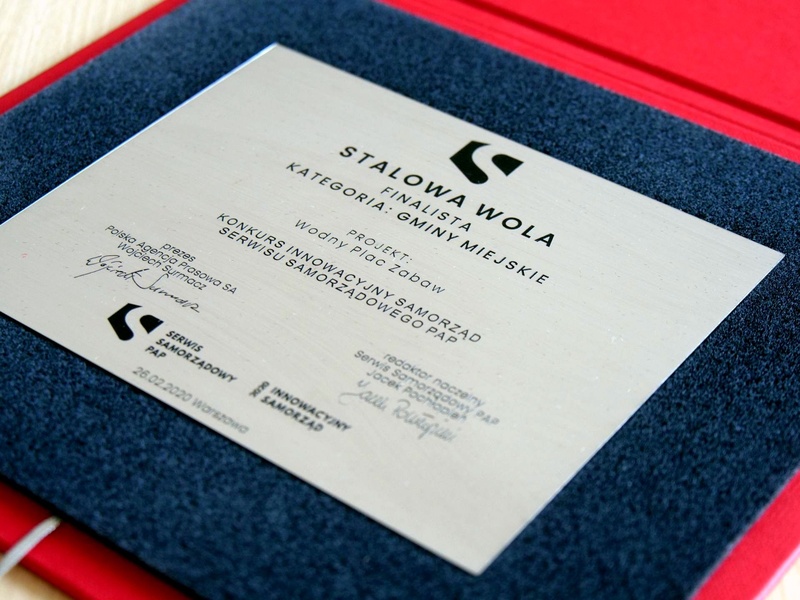 STALOWA WOLA
FINALISTA
KATEGORIA: GMINY MIEJSKIE
PROJEKT:
Wodny Plac Zabaw
KONKURS INNOWACYJNY SAMORZĄD
SERWISU SAMORZĄDOWEGO PAP
prezes
Polska Agencja Prasowa SA
Wojciech Surmacz
redaktor naczelny
Serwis Samorządowy PAP
Jacek Pochłopień
SERWIS
SAMORZĄDOWY
PAP
INNOWACYJNY
SAMORZĄD
26.02.2020 Warszawa